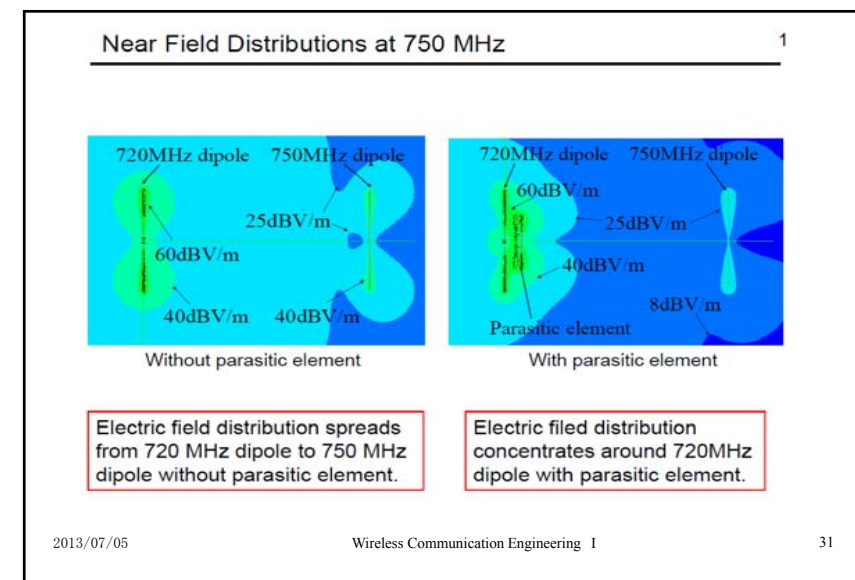 Near Field Distributions at 750 MHz
1
720MHz dipole 750MHz dipole
25dBV/m
60dBV/m
40dBV/m 40dBV/m
Without parasitic element
720MHz dipole 750MHz dipole
60dBV/m
25dBV/m
40dBV/m
8dBV/m
Parasitic element
With parasitic element
Electric field distribution spreads
from 720 MHz dipole to 750 MHz
dipole without parasitic element.
Electric filed distribution
concentrates around 720MHz
dipole with parasitic element.
2013/07/05 Wireless Communication Engineering I 31